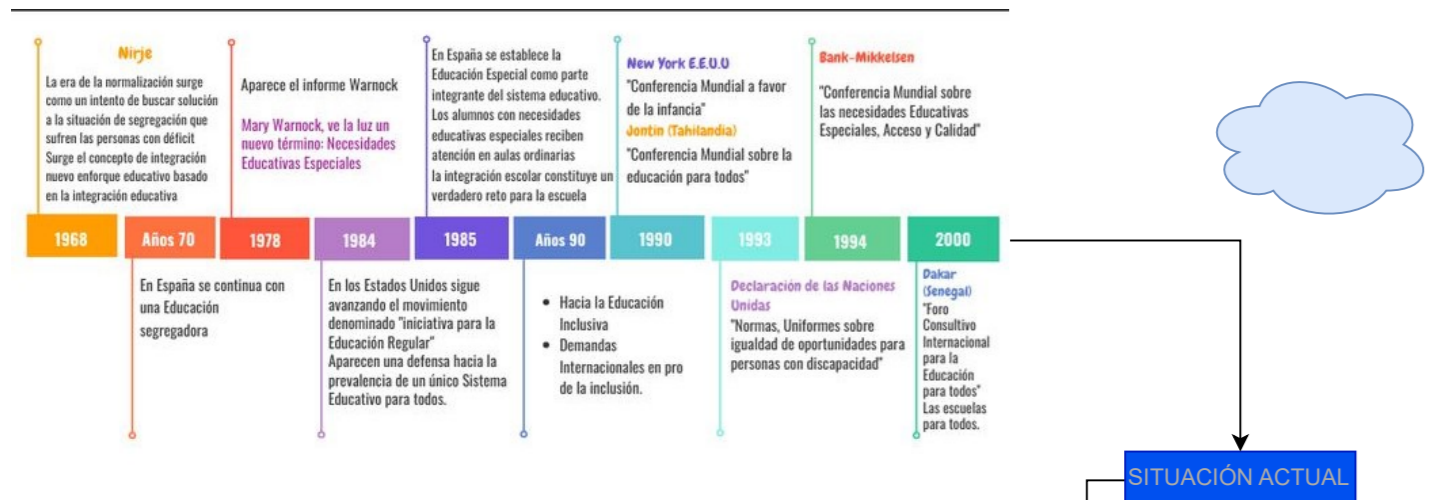 Nirje
La era de la normalización surge
como un intento de buscar solución
a la situación de segregación que
sufren las personas con déficit
Surge el concepto de integración
nuevo enforque educativo basado
en la integración educativa
Aparece el informe Warnock
Mary Warnock, ve la luz un
nuevo término: Necesidades
Educativas Especiales
En España se establece la
Educación Especial como parte
integrante del sistema educativo.
Los alumnos con necesidades
educativas especiales reciben
atención en aulas ordinarias
la integración escolar constituye un
verdadero reto para la escuela
New York E.E.U.U
"Conferencia Mundial a favor
de la infancia"
Jontin (Tahilandia)
"Conferencia Mundial sobre la
educación para todos"
Bank-Mikkelsen
"Conferencia Mundial sobre
las necesidades Educativas
Especiales, Acceso y Calidad"
1968
Años 70
1978
1984
1985
Años 90
1990
1993
1994
2000
En España se continua con
una Educación
segregadora
En los Estados Unidos sigue
avanzando el movimiento
denominado "iniciativa para la
Educación Regular"
Aparecen una defensa hacia la
prevalencia de un único Sistema
Educativo para todos.
• Hacia la Educación
Inclusiva
• Demandas
Internacionales en pro
de la inclusión.
Declaración de las Naciones
Unidas
"Normas, Uniformes sobre
igualdad de oportunidades para
personas con discapacidad"
Dakar
(Senegal)
"Foro
Consultivo
Internacional
para la
Educación
para todos"
Las escuelas
para todos.
SITUACIÓN ACTUAL